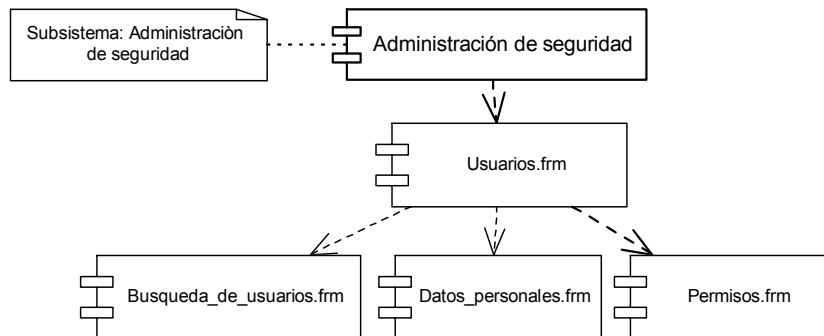 Subsistema: Administraciòn
de seguridad
Administración de seguridad
Usuarios.frm
Busqueda_de_usuarios.frm
Datos_personales.frm
Permisos.frm